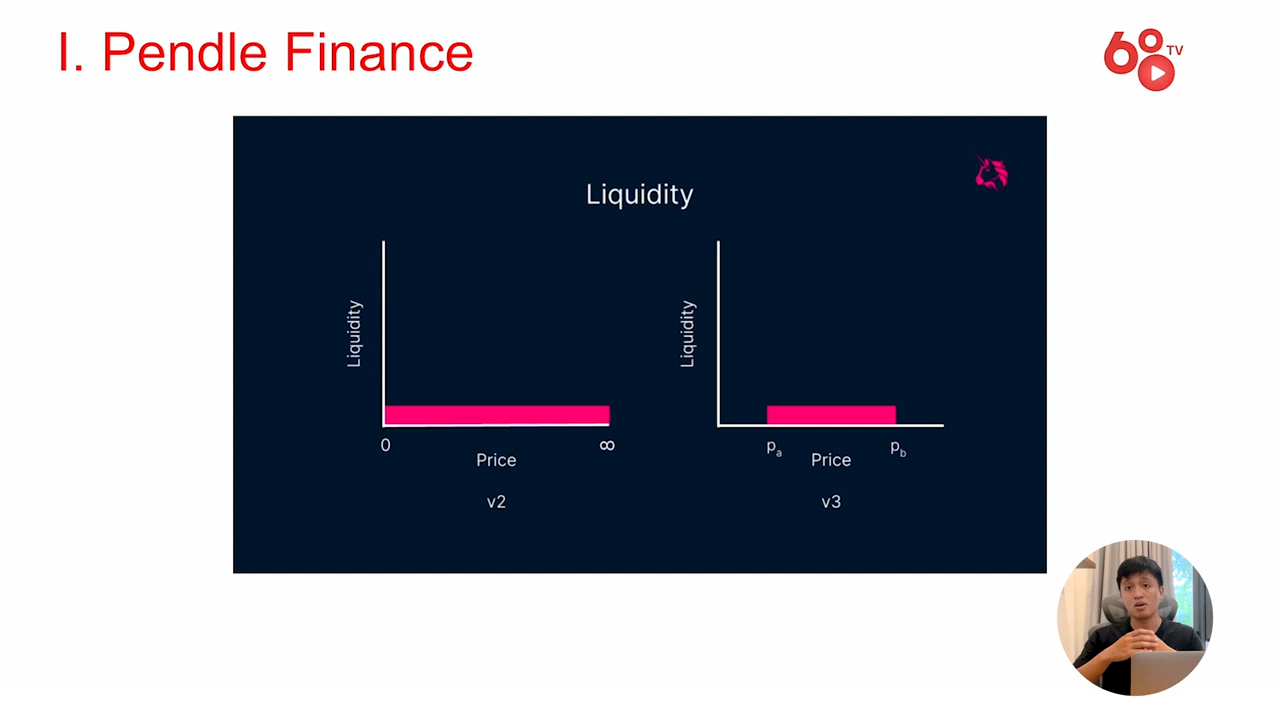 I. Pendle Finance
68 TV
Liquidity
Liquidity
0
∞
Price
v2
Liquidity
pa
Price
pb
v3